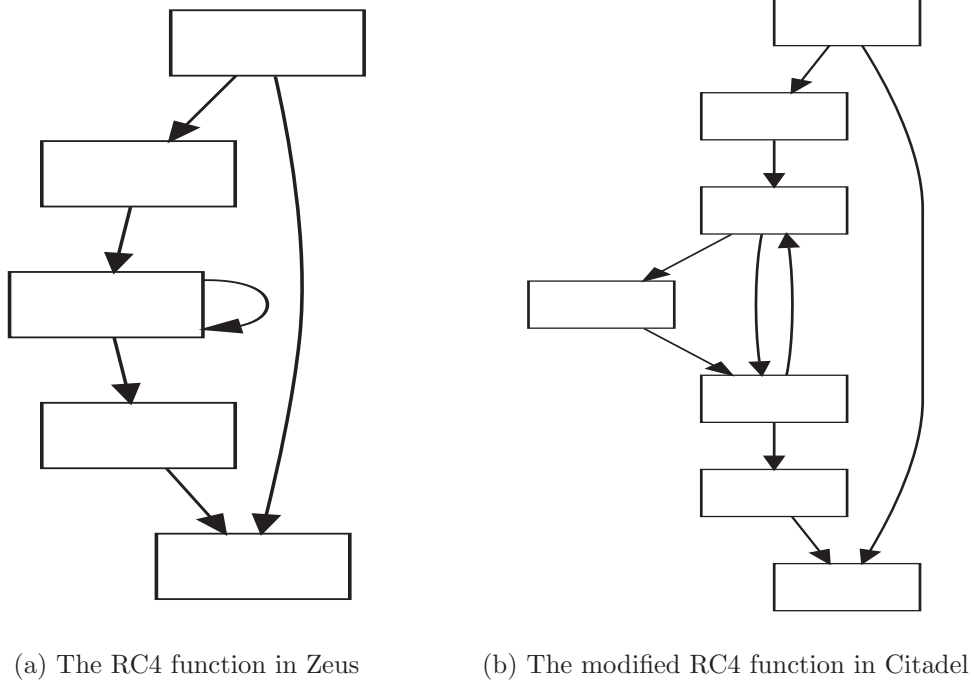 (a) The RC4 function in Zeus
(b) The modified RC4 function in Citadel